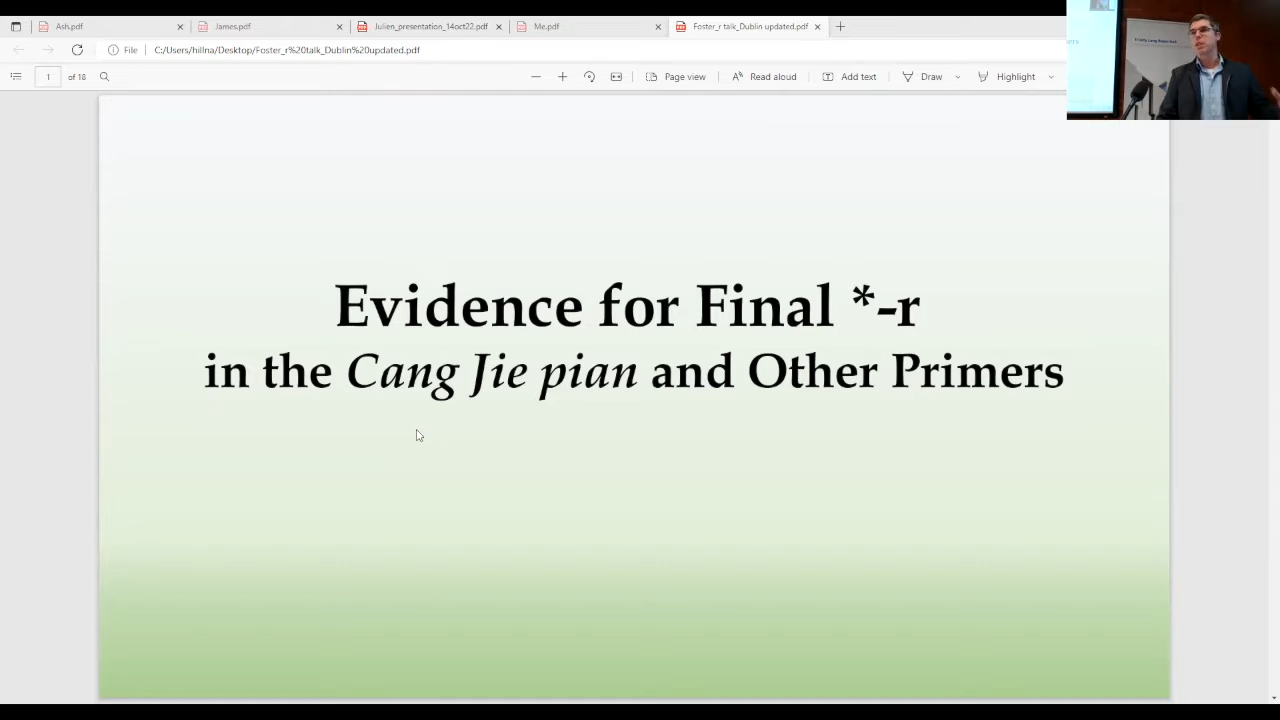 Ash.pdf
James.pdf
Julien_presentation_14oct22.pdf
Me.pdf
Foster_r talk_Dublin updated.pdf
File
C:/Users/hillna/Desktop/Foster_r%20talk_Dublin%20updated.pdf
1 of 18
Page view
Read aloud
Add text
Draw
Highlight
Evidence for Final *-r
in the Cang Jie pian and Other Primers